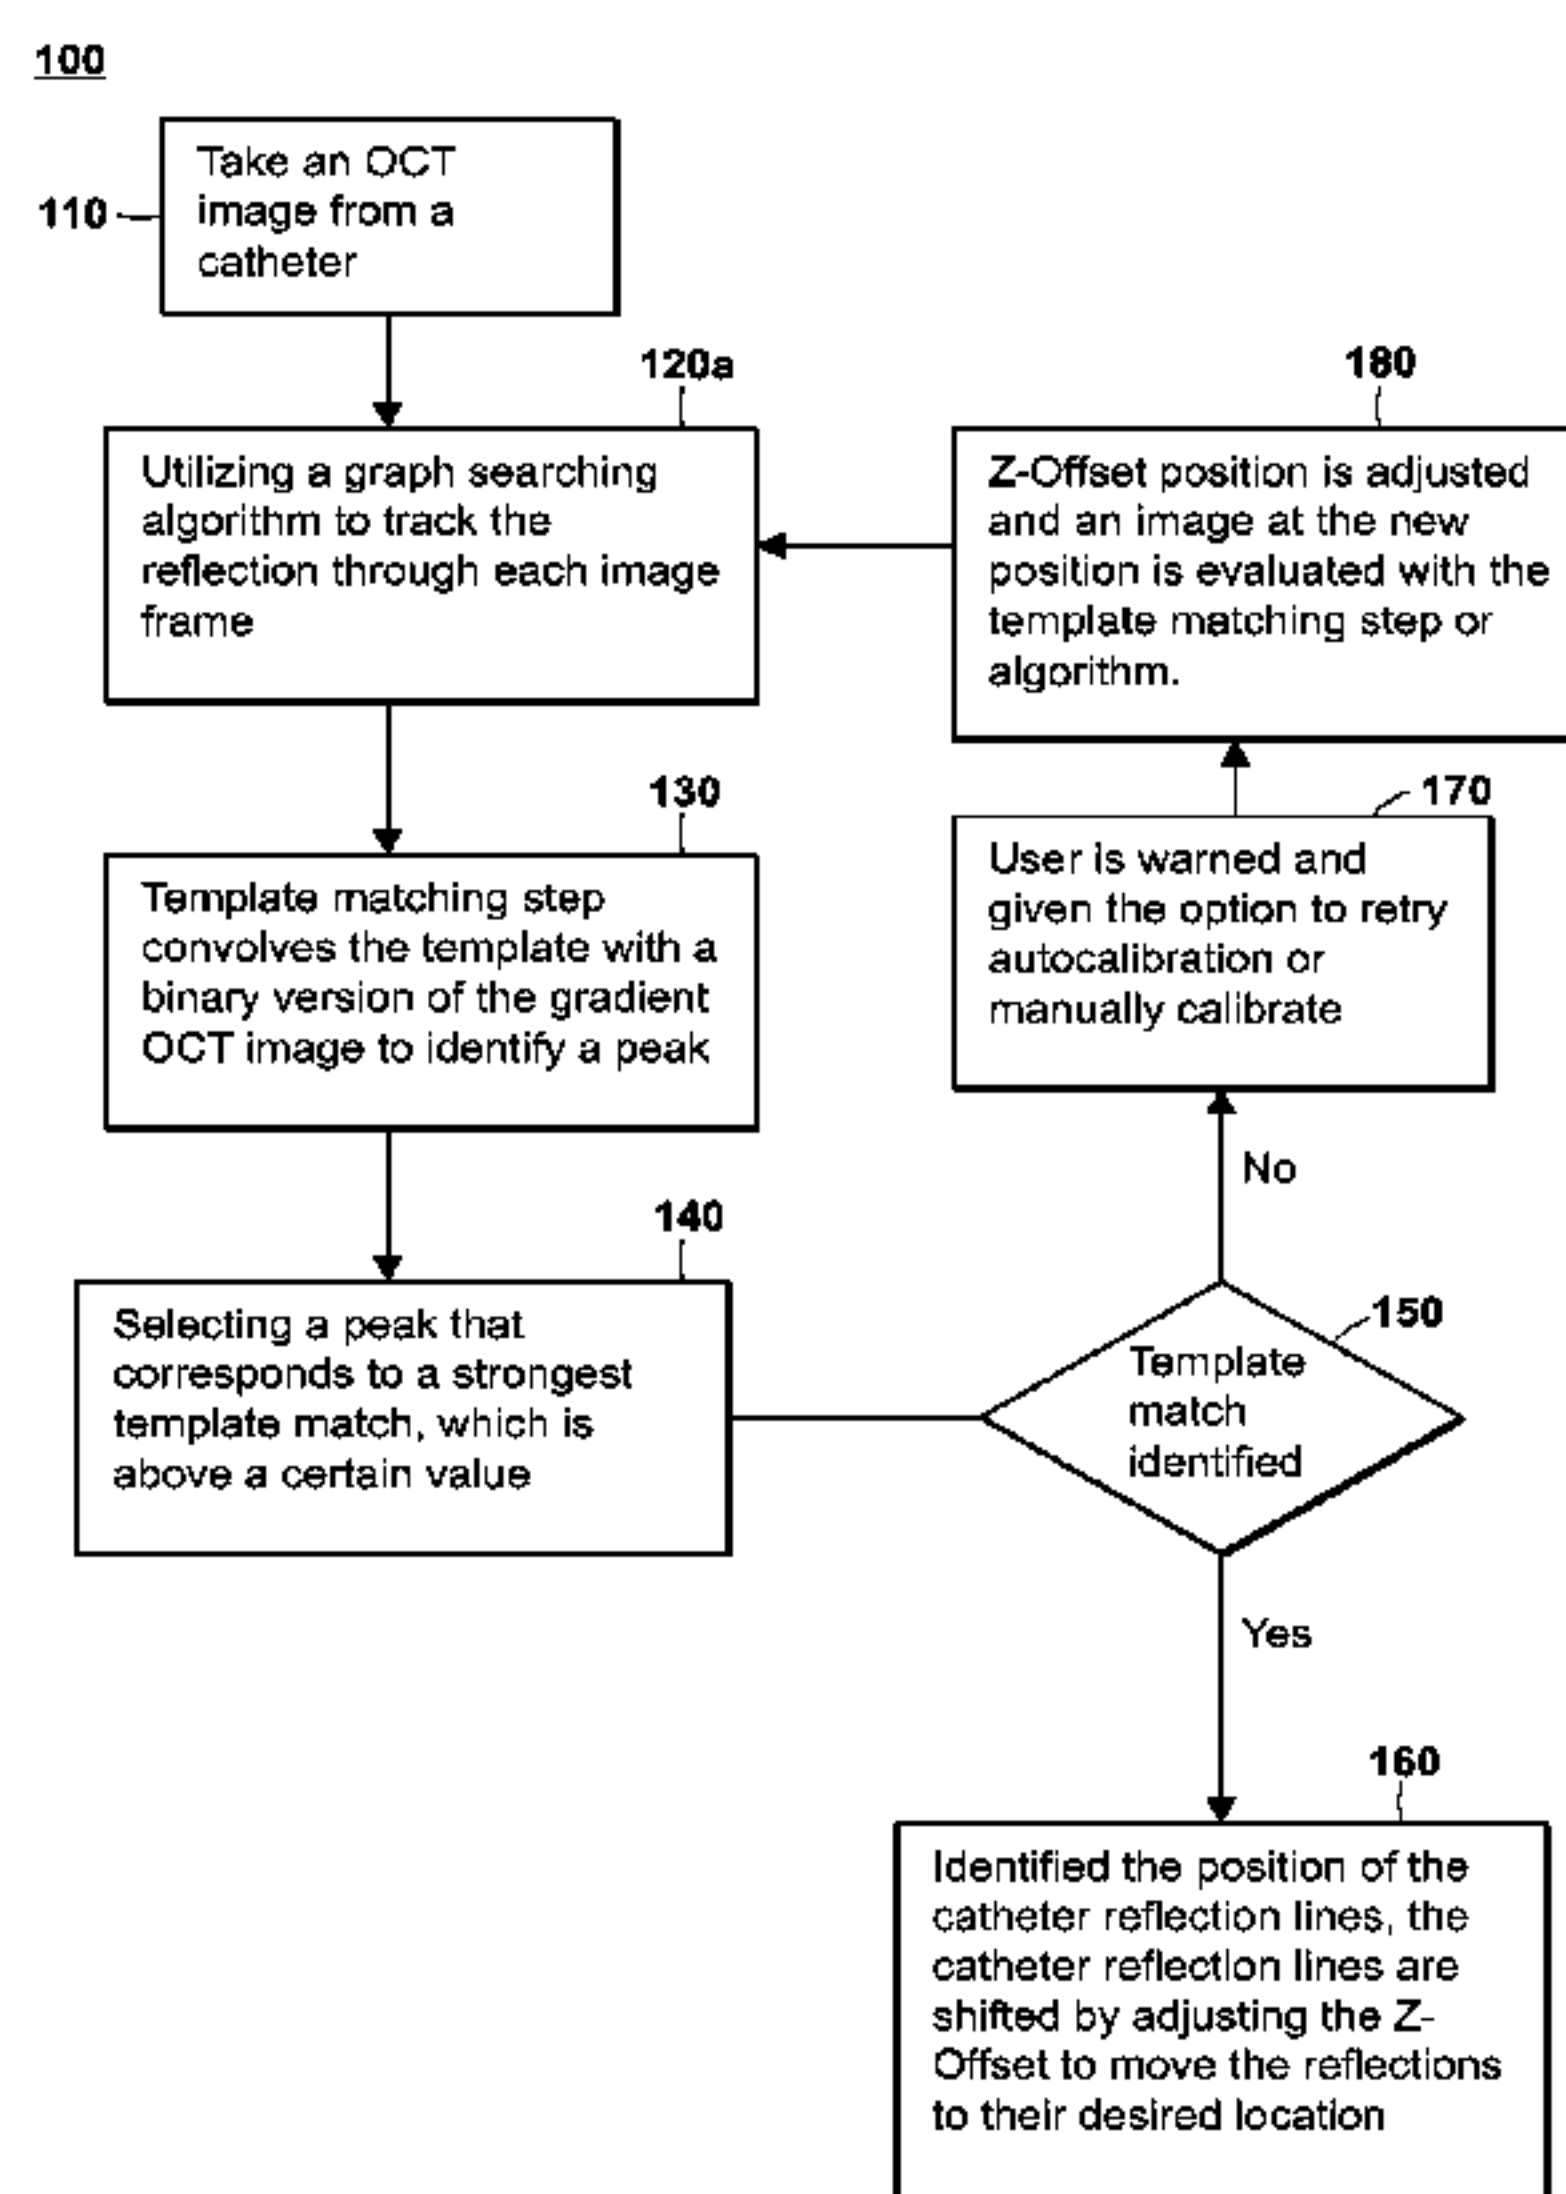 100
110
Take an OCT
image from a
catheter
120a
Utilizing a graph searching
algorithm to track the
reflection through each image
frame
180
Z-Offset position is adjusted
and an image at the new
position is evaluated with the
template matching step or
algorithm.
130
Template matching step
convolves the template with a
binary version of the gradient
OCT image to identify a peak
170
User is warned and
given the option to retry
autocalibration or
manually calibrate
No
140
Selecting a peak that
corresponds to a strongest
template match, which is
above a certain value
150
Template
match
identified
Yes
160
Identified the position of the
catheter reflection lines, the
catheter reflection lines are
shifted by adjusting the Z-
Offset to move the reflections
to their desired location